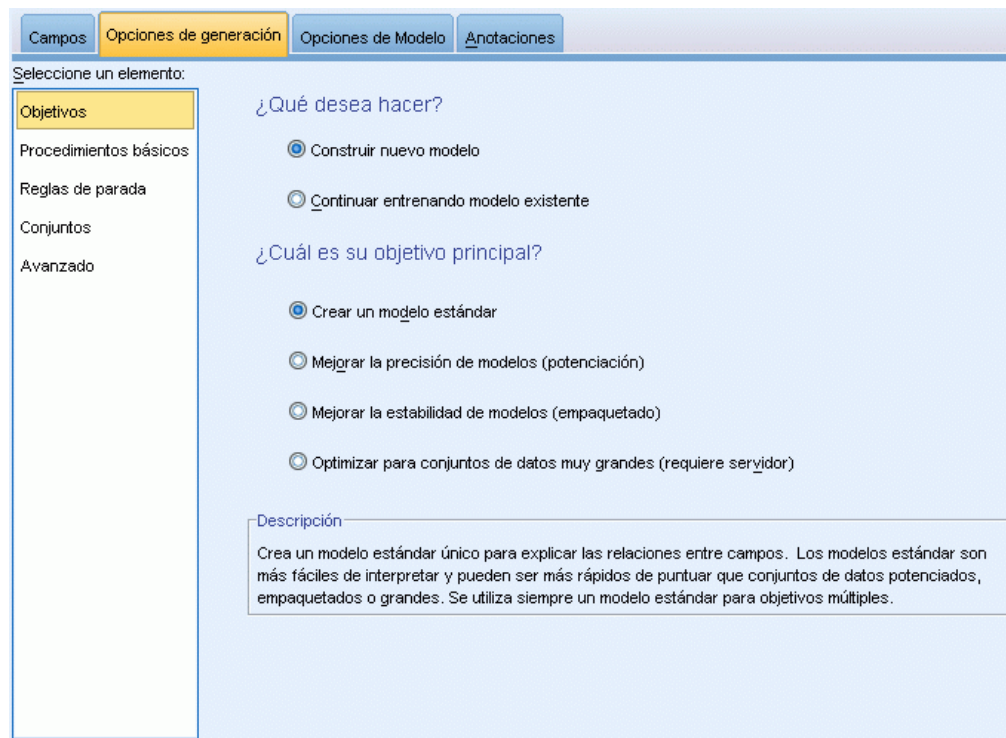 Campos
Opciones de generación
Opciones de Modelo
Anotaciones
Seleccione un elemento:
Objetivos
Procedimientos básicos
Reglas de parada
Conjuntos
Avanzado
¿Qué desea hacer?
Construir nuevo modelo
Continuar entrenando modelo existente
¿Cuál es su objetivo principal?
Crear un modelo estándar
Mejorar la precisión de modelos (potenciación)
Mejorar la estabilidad de modelos (empaquetado)
Optimizar para conjuntos de datos muy grandes (requiere servidor)
Descripción
Crea un modelo estándar único para explicar las relaciones entre campos. Los modelos estándar son
más fáciles de interpretar y pueden ser más rápidos de puntuar que conjuntos de datos potenciados,
empaquetados o grandes. Se utiliza siempre un modelo estándar para objetivos múltiples.